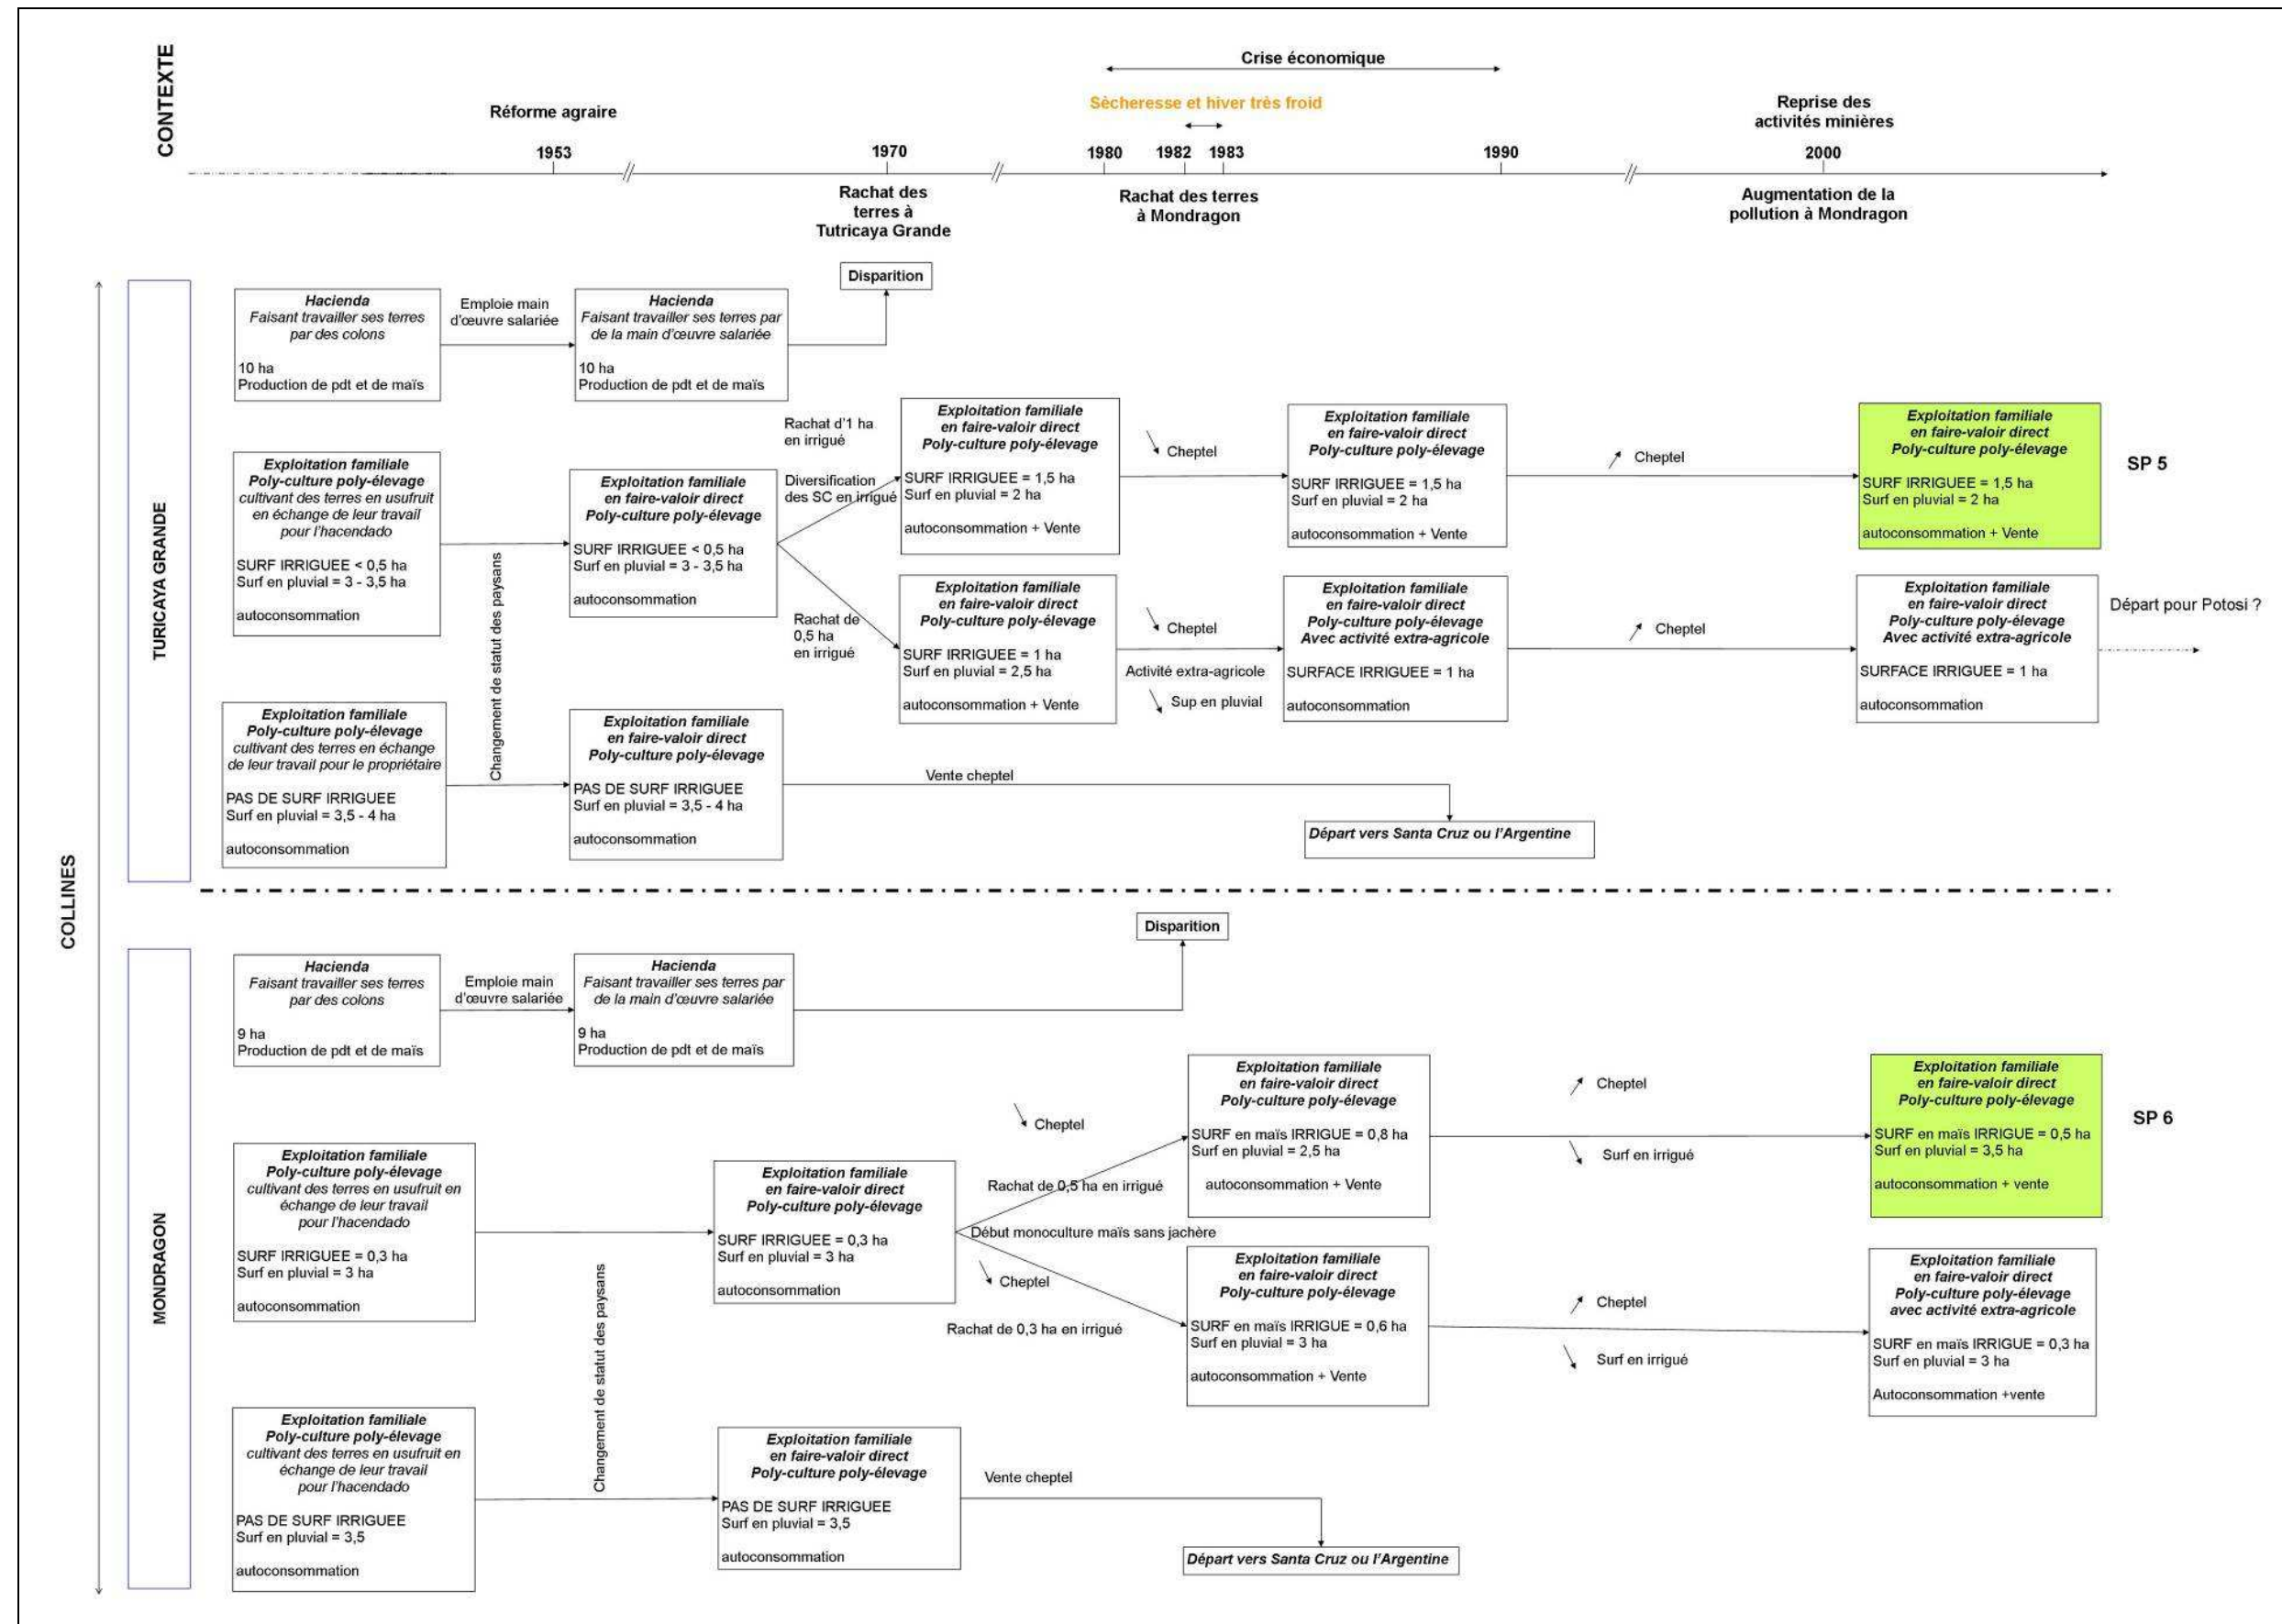 CONTEXTE
Crise économique
Sècheresse et hiver très froid
Réforme agraire
Reprise des
activités minières
1953
1970
1980
1982
1983
1990
2000
Rachat des
terres à
Tutricaya Grande
Rachat des terres
à Mondragon
Augmentation de la
pollution à Mondragon
COLLINES
TURICAYA GRANDE
Disparition
Hacienda
Faisant travailler ses terres
par des colons
10 ha
Production de pdt et de maïs
Emploie main
d'œuvre salariée
Hacienda
Faisant travailler ses terres par
de la main d'œuvre salariée
10 ha
Production de pdt et de maïs
Exploitation familiale
Poly-culture poly-élevage
cultivant des terres en usufruit
en échange de leur travail
pour l'hacendado
SURF IRRIGUEE < 0,5 ha
Surf en pluvial = 3 - 3,5 ha
autoconsommation
Changement de statut des paysans
Exploitation familiale
en faire-valoir direct
Poly-culture poly-élevage
SURF IRRIGUEE < 0,5 ha
Surf en pluvial = 3 - 3,5 ha
autoconsommation
Rachat d'1 ha
en irrigué
Diversification
des SC en irrigué
Rachat de
0,5 ha
en irrigué
Exploitation familiale
en faire-valoir direct
Poly-culture poly-élevage
SURF IRRIGUEE = 1,5 ha
Surf en pluvial = 2 ha
autoconsommation + Vente
Cheptel
Exploitation familiale
en faire-valoir direct
Poly-culture poly-élevage
SURF IRRIGUEE = 1,5 ha
Surf en pluvial = 2 ha
autoconsommation + Vente
Cheptel
Exploitation familiale
en faire-valoir direct
Poly-culture poly-élevage
SURF IRRIGUEE = 1,5 ha
Surf en pluvial = 2 ha
autoconsommation + Vente
SP 5
Exploitation familiale
en faire-valoir direct
Poly-culture poly-élevage
SURF IRRIGUEE = 1 ha
Surf en pluvial = 2,5 ha
autoconsommation + Vente
Cheptel
Activité extra-agricole
Sup en pluvial
Exploitation familiale
en faire-valoir direct
Poly-culture poly-élevage
Avec activité extra-agricole
SURFACE IRRIGUEE = 1 ha
autoconsommation
Cheptel
Exploitation familiale
en faire-valoir direct
Poly-culture poly-élevage
Avec activité extra-agricole
SURFACE IRRIGUEE = 1 ha
autoconsommation
Départ pour Potosi ?
Exploitation familiale
Poly-culture poly-élevage
cultivant des terres en échange
de leur travail pour le propriétaire
PAS DE SURF IRRIGUEE
Surf en pluvial = 3,5 - 4 ha
autoconsommation
Exploitation familiale
en faire-valoir direct
Poly-culture poly-élevage
PAS DE SURF IRRIGUEE
Surf en pluvial = 3,5 - 4 ha
autoconsommation
Vente cheptel
Départ vers Santa Cruz ou l'Argentine
MONDRAGON
Disparition
Hacienda
Faisant travailler ses terres
par des colons
9 ha
Production de pdt et de maïs
Emploie main
d'œuvre salariée
Hacienda
Faisant travailler ses terres par
de la main d'œuvre salariée
9 ha
Production de pdt et de maïs
Exploitation familiale
Poly-culture poly-élevage
cultivant des terres en usufruit en
échange de leur travail
pour l'hacendado
SURF IRRIGUEE = 0,3 ha
Surf en pluvial = 3 ha
autoconsommation
Changement de statut des paysans
Exploitation familiale
en faire-valoir direct
Poly-culture poly-élevage
SURF IRRIGUEE = 0,3 ha
Surf en pluvial = 3 ha
autoconsommation
Cheptel
Rachat de 0,5 ha en irrigué
Début monoculture maïs sans jachère
Cheptel
Rachat de 0,3 ha en irrigué
Exploitation familiale
en faire-valoir direct
Poly-culture poly-élevage
SURF en maïs IRRIGUE = 0,8 ha
Surf en pluvial = 2,5 ha
autoconsommation + Vente
Cheptel
Surf en irrigué
Exploitation familiale
en faire-valoir direct
Poly-culture poly-élevage
SURF en maïs IRRIGUE = 0,5 ha
Surf en pluvial = 3,5 ha
autoconsommation + vente
SP 6
Exploitation familiale
en faire-valoir direct
Poly-culture poly-élevage
SURF en maïs IRRIGUE = 0,6 ha
Surf en pluvial = 3 ha
autoconsommation + Vente
Cheptel
Surf en irrigué
Exploitation familiale
en faire-valoir direct
Poly-culture poly-élevage
avec activité extra-agricole
SURF en maïs IRRIGUE = 0,3 ha
Surf en pluvial = 3 ha
Autoconsommation +vente
Exploitation familiale
Poly-culture poly-élevage
cultivant des terres en usufruit en
échange de leur travail
pour l'hacendado
PAS DE SURF IRRIGUEE
Surf en pluvial = 3,5
autoconsommation
Exploitation familiale
en faire-valoir direct
Poly-culture poly-élevage
PAS DE SURF IRRIGUEE
Surf en pluvial = 3,5
autoconsommation
Vente cheptel
Départ vers Santa Cruz ou l'Argentine